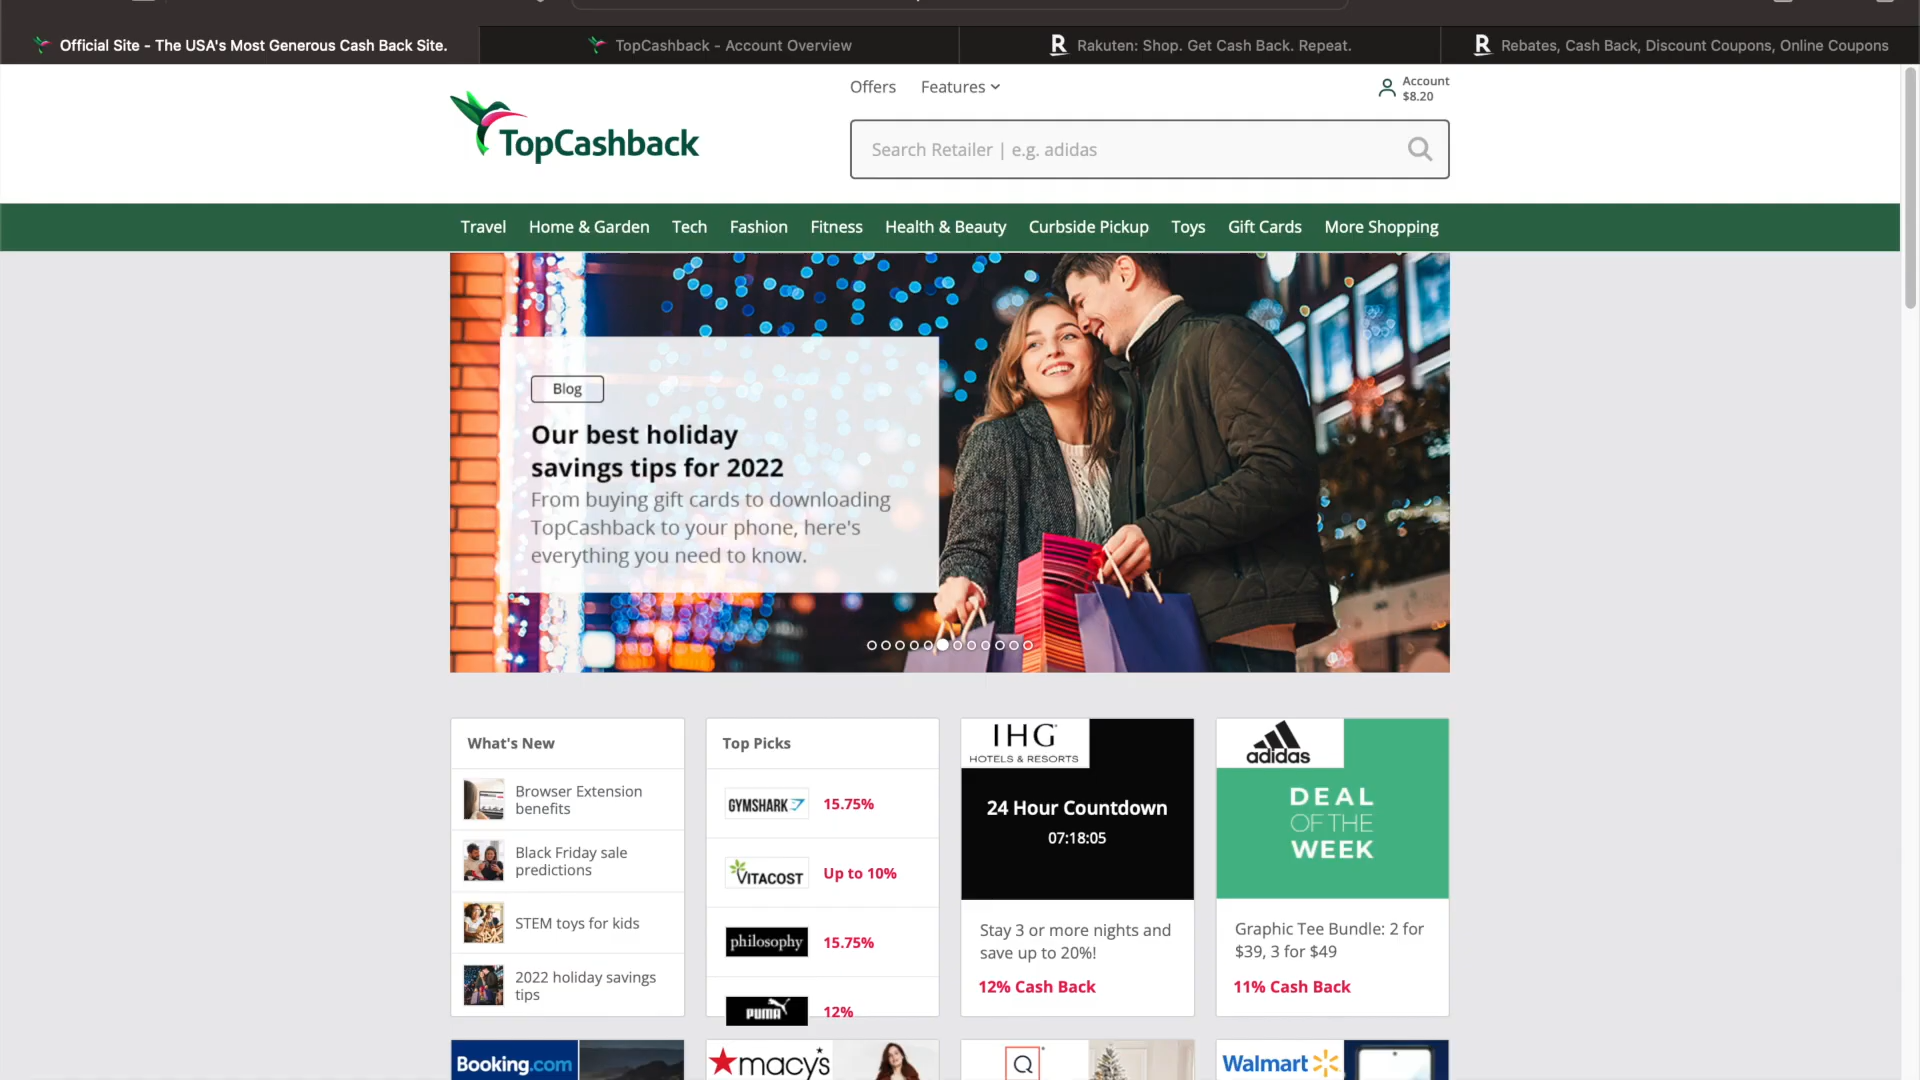 Official Site - The USA's Most Generous Cash Back Site.
TopCashback - Account Overview
R Rakuten: Shop. Get Cash Back. Repeat.
R Rebates, Cash Back, Discount Coupons, Online Coupons
Offers
Features
Account
$8.20
TopCashback
Search Retailer | e.g. adidas
Travel
Home & Garden
Tech
Fashion
Fitness
Health & Beauty
Curbside Pickup
Toys
Gift Cards
More Shopping
Blog
Our best holiday
savings tips for 2022
From buying gift cards to downloading
TopCashback to your phone, here's
everything you need to know.
What's New
Browser Extension
benefits
Black Friday sale
predictions
STEM toys for kids
2022 holiday savings
tips
Top Picks
GYMSHARK
15.75%
VITACOST
Up to 10%
philosophy
15.75%
PUMA
12%
IHG
HOTELS & RESORTS
24 Hour Countdown
07:18:05
Stay 3 or more nights and
save up to 20%!
12% Cash Back
adidas
DEAL
OF THE
WEEK
Graphic Tee Bundle: 2 for
$39, 3 for $49
11% Cash Back
Booking.com
macy's
Q
Walmart